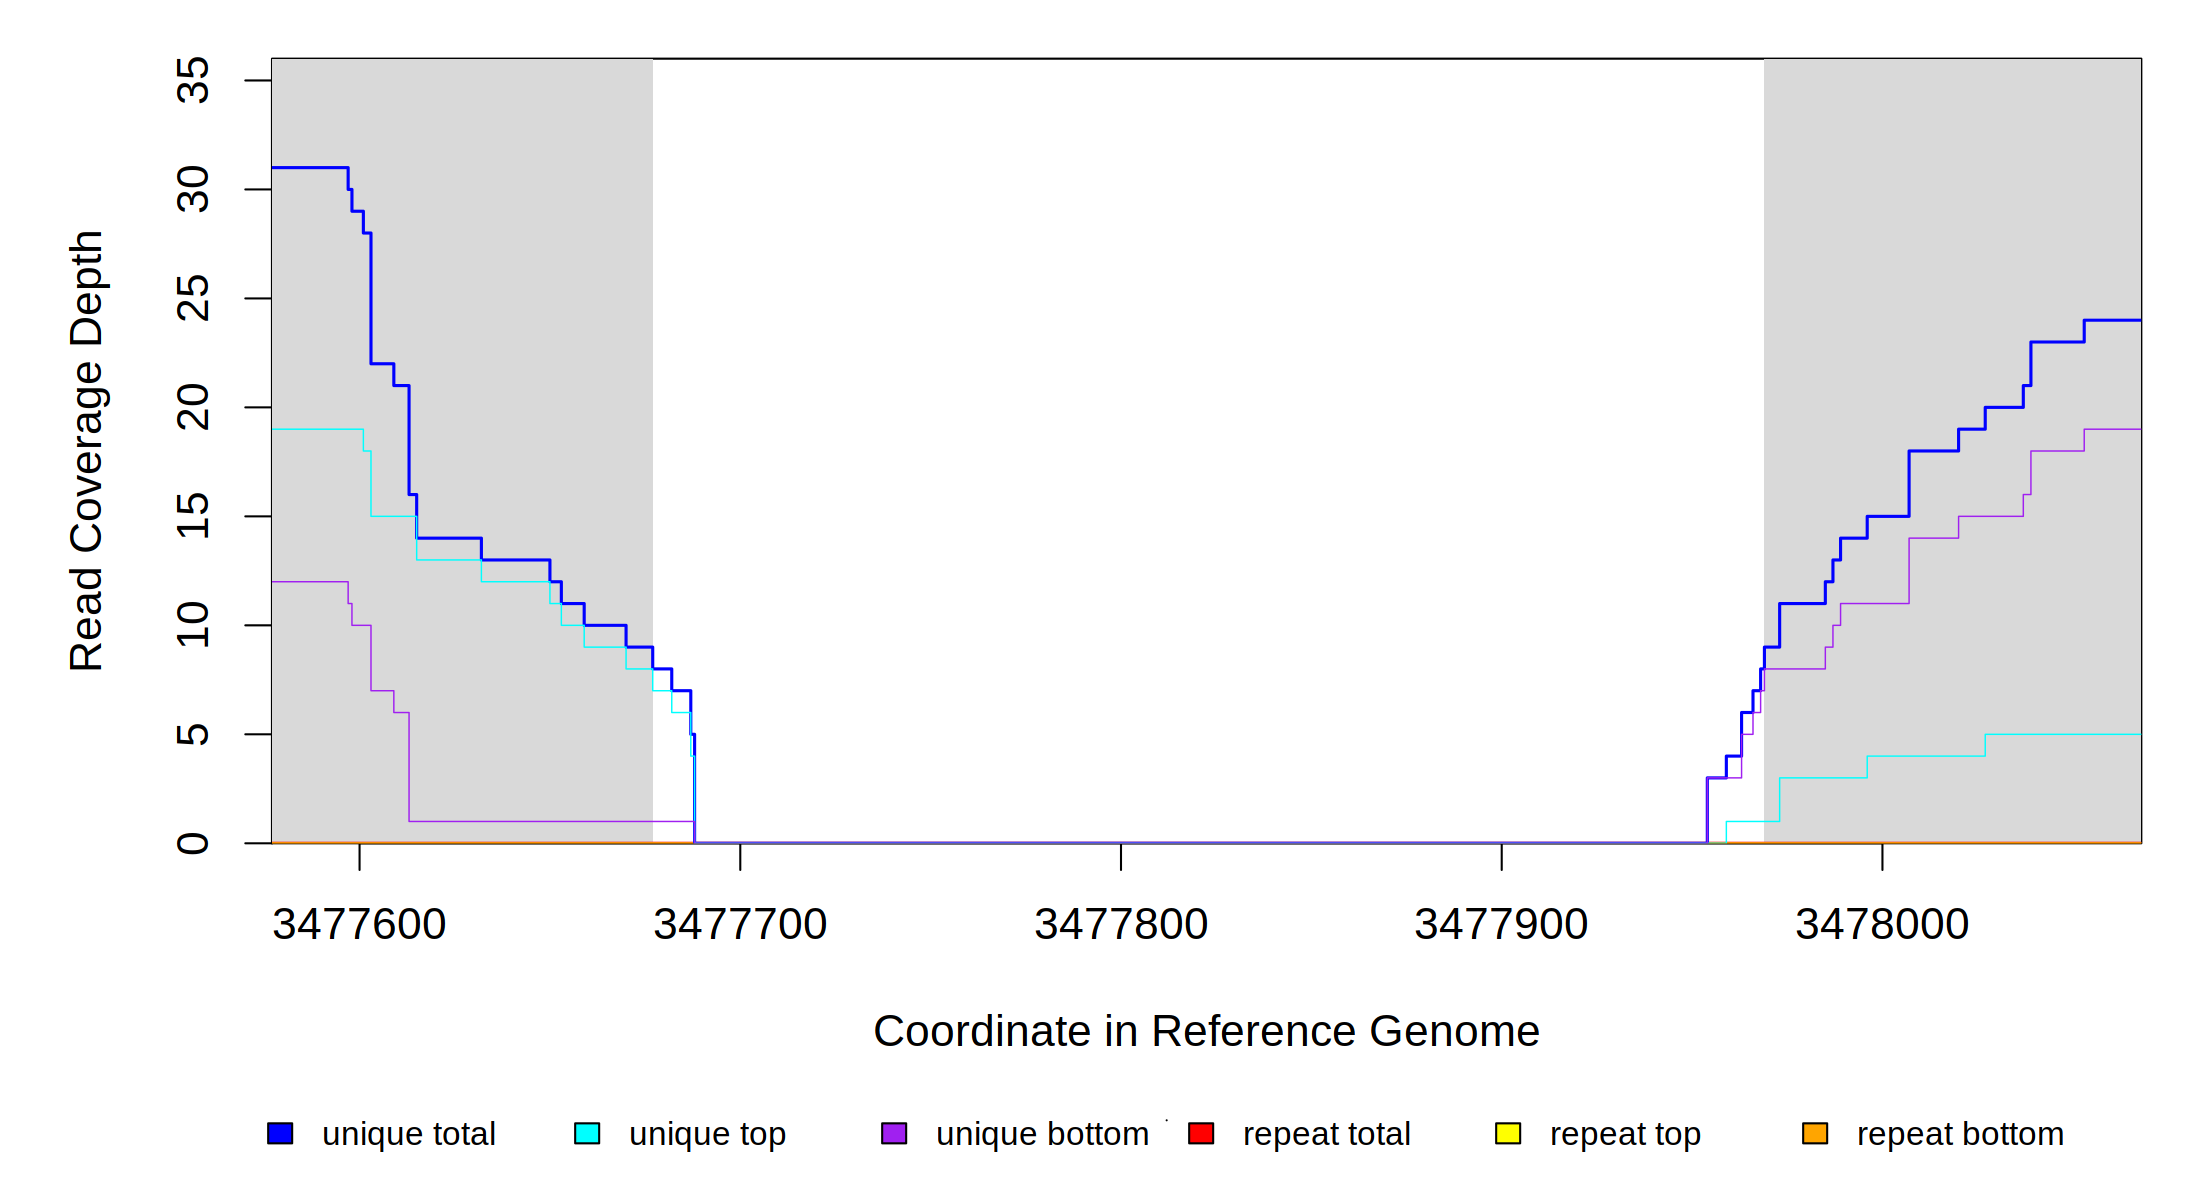 35
30
25
20
15
10
5
0
Read Coverage Depth
3477600 3477700 3477800 3477900 3478000
Coordinate in Reference Genome
unique total unique top unique bottom repeat total repeat top repeat bottom